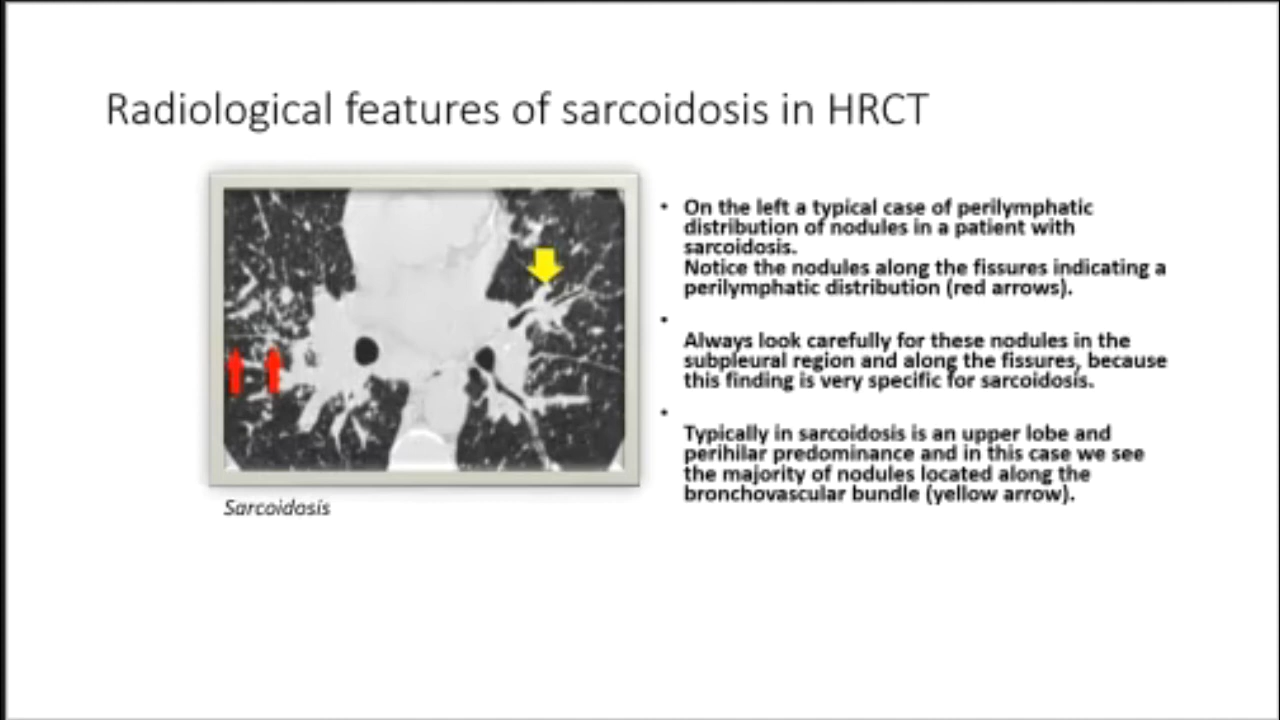 Radiological features of sarcoidosis in HRCT
• On the left a typical case of perilymphatic
distribution of nodules in a patient with
sarcoidosis.
Notice the nodules along the fissures indicating a
perilymphatic distribution (red arrows).
•
Always look carefully for these nodules in the
subpleural region and along the fissures, because
this finding is very specific for sarcoidosis.
•
Typically in sarcoidosis is an upper lobe and
perihilar predominance and in this case we see
the majority of nodules located along the
bronchovascular bundle (yellow arrow).
Sarcoidosis